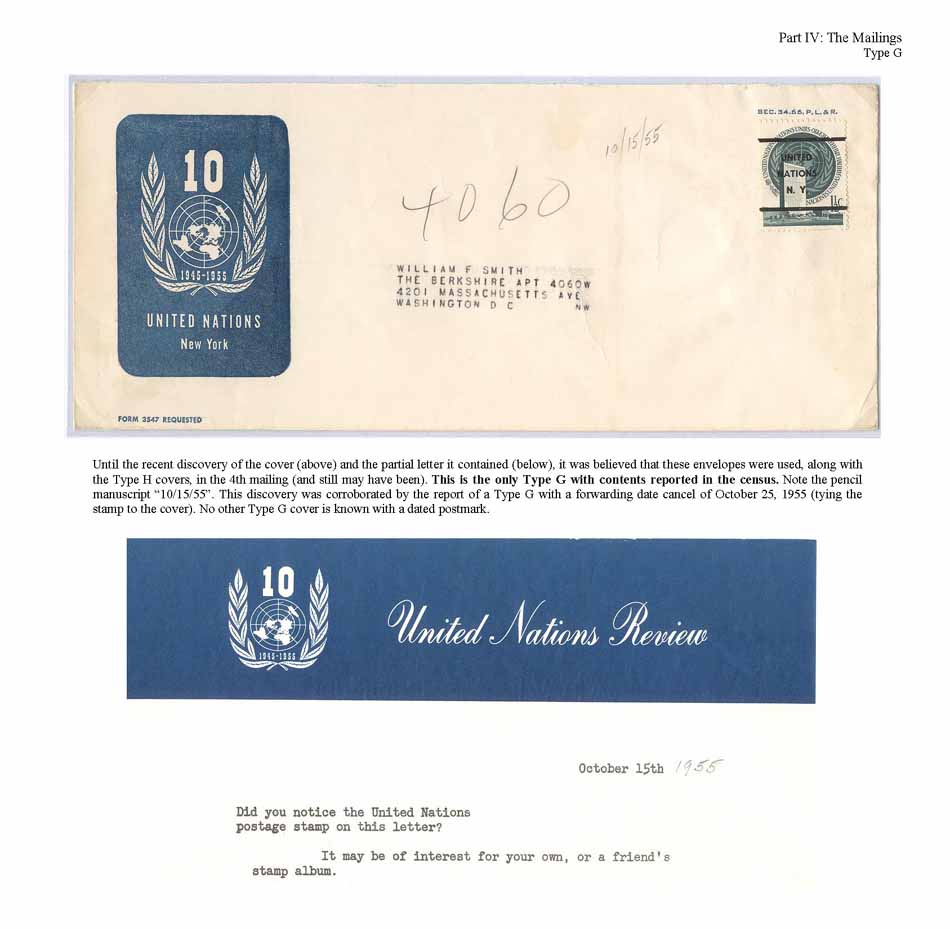 Part IV: The Mailings
Type G
SEC. 34.66, P. L. & R.
10/15/55
UNITED
NATIONS
N. Y.
11c
10
1945-1955
UNITED NATIONS
New York
4060
WILLIAM F SMITH
THE BERKSHIRE APT 4060W
4201 MASSACHUSETTS AVE
WASHINGTON D C NW
FORM 3547 REQUESTED
Until the recent discovery of the cover (above) and the partial letter it contained (below), it was believed that these envelopes were used, along with
the Type H covers, in the 4th mailing (and still may have been). This is the only Type G with contents reported in the census. Note the pencil
manuscript “10/15/55”. This discovery was corroborated by the report of a Type G with a forwarding date cancel of October 25, 1955 (tying the
stamp to the cover). No other Type G cover is known with a dated postmark.
10
1945-1955
United Nations Review
October 15th 1955
Did you notice the United Nations
postage stamp on this letter?
It may be of interest for your own, or a friend's
stamp album.